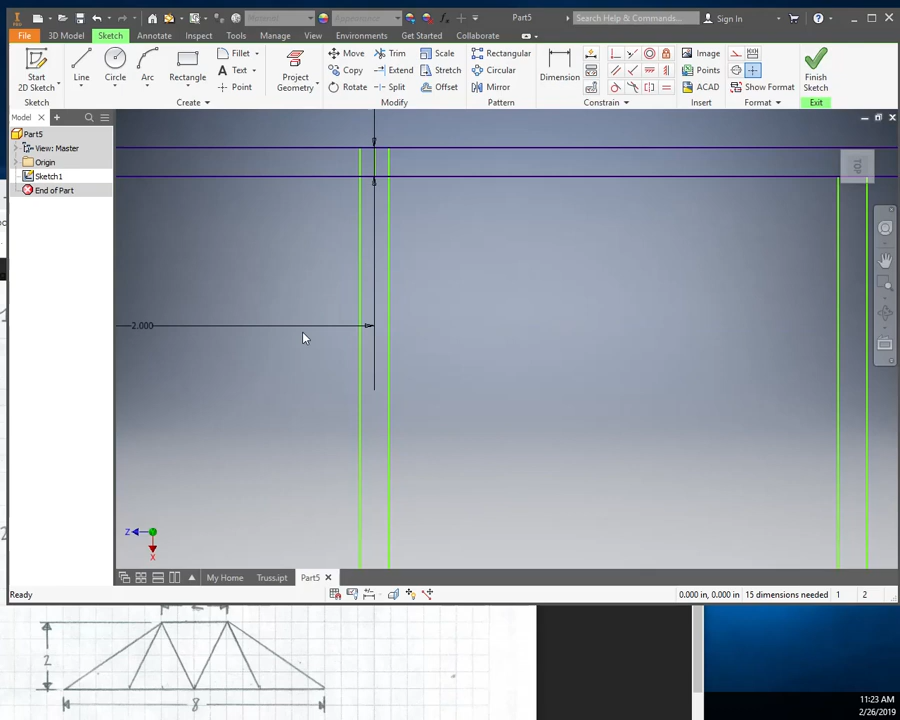 PRO
Material
Appearance
Part5
Search Help & Commands...
Sign In
File
3D Model
Sketch
Annotate
Inspect
Tools
Manage
View
Environments
Get Started
Collaborate
Start
2D Sketch
Line
Circle
Arc
Rectangle
Fillet
Text
Point
Project
Geometry
Move
Copy
Rotate
Trim
Extend
Split
Scale
Stretch
Offset
Rectangular
Circular
Mirror
Dimension
Image
Points
ACAD
Show Format
Finish
Sketch
Sketch
Create
Modify
Pattern
Constrain
Insert
Format
Exit
Model
Part5
View: Master
Origin
Sketch1
End of Part
TOP
2.000
Z
X
My Home
Truss.ipt
Part5
Ready
0.000 in, 0.000 in
15 dimensions needed
1
2
2
8
11:23 AM
2/26/2019